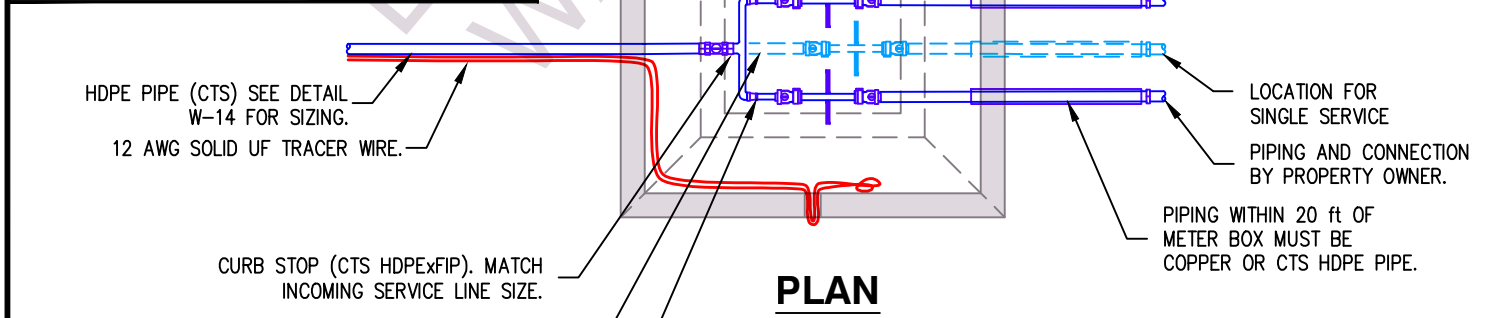 HDPE PIPE (CTS) SEE DETAIL
W-14 FOR SIZING.
12 AWG SOLID UF TRACER WIRE.
CURB STOP (CTS HDPExFIP). MATCH
INCOMING SERVICE LINE SIZE.
PLAN
LOCATION FOR
SINGLE SERVICE
PIPING AND CONNECTION
BY PROPERTY OWNER.
PIPING WITHIN 20 ft OF
METER BOX MUST BE
COPPER OR CTS HDPE PIPE.